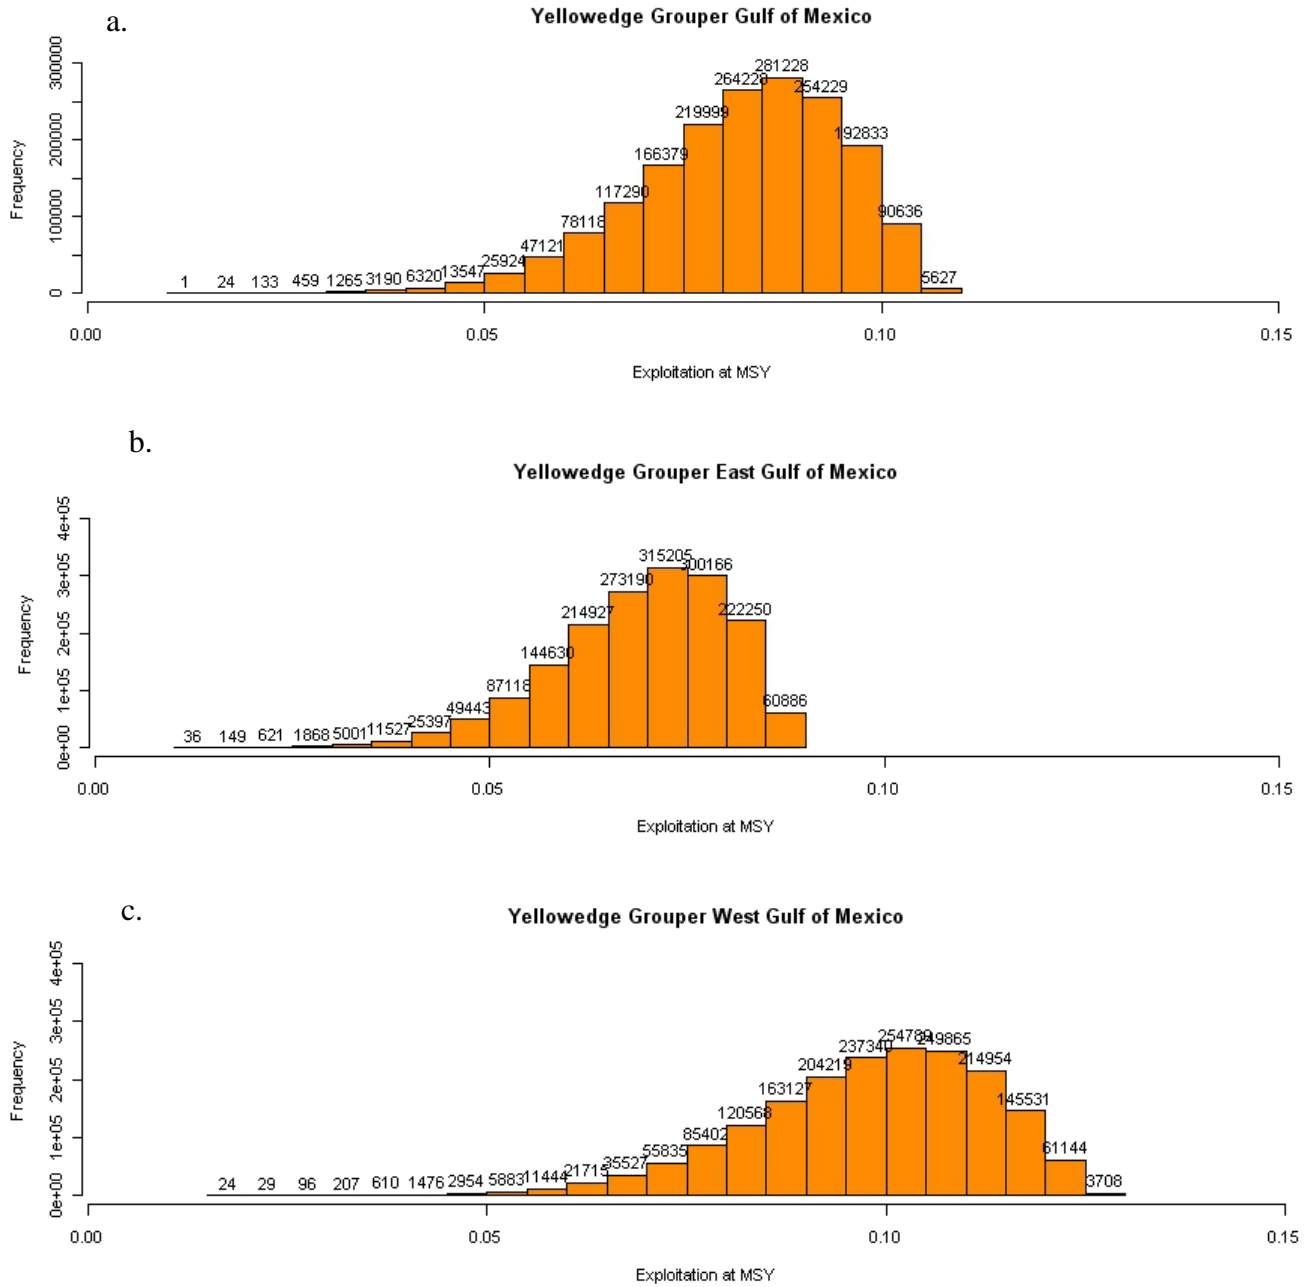 a.
Yellowedge Grouper Gulf of Mexico
Frequency
0 100000 200000 300000
1 24 133 459 1265 3190 6320 13547 25924 47121 78118 117290 166379 219999 264228 281228 254229 192833 90636 5627
0.00 0.05 0.10 0.15
Exploitation at MSY
b.
Yellowedge Grouper East Gulf of Mexico
Frequency
0e+00 1e+05 2e+05 3e+05 4e+05
36 149 621 1868 5001 11527 25397 49443 87118 144630 214927 273190 315205 300166 222250 60886
0.00 0.05 0.10 0.15
Exploitation at MSY
c.
Yellowedge Grouper West Gulf of Mexico
Frequency
0e+00 1e+05 2e+05 3e+05 4e+05
24 29 96 207 610 1476 2954 5883 11444 21715 35527 55835 85402 120568 163127 204219 237340 254789 249865 214954 145531 61144 3708
0.00 0.05 0.10 0.15
Exploitation at MSY